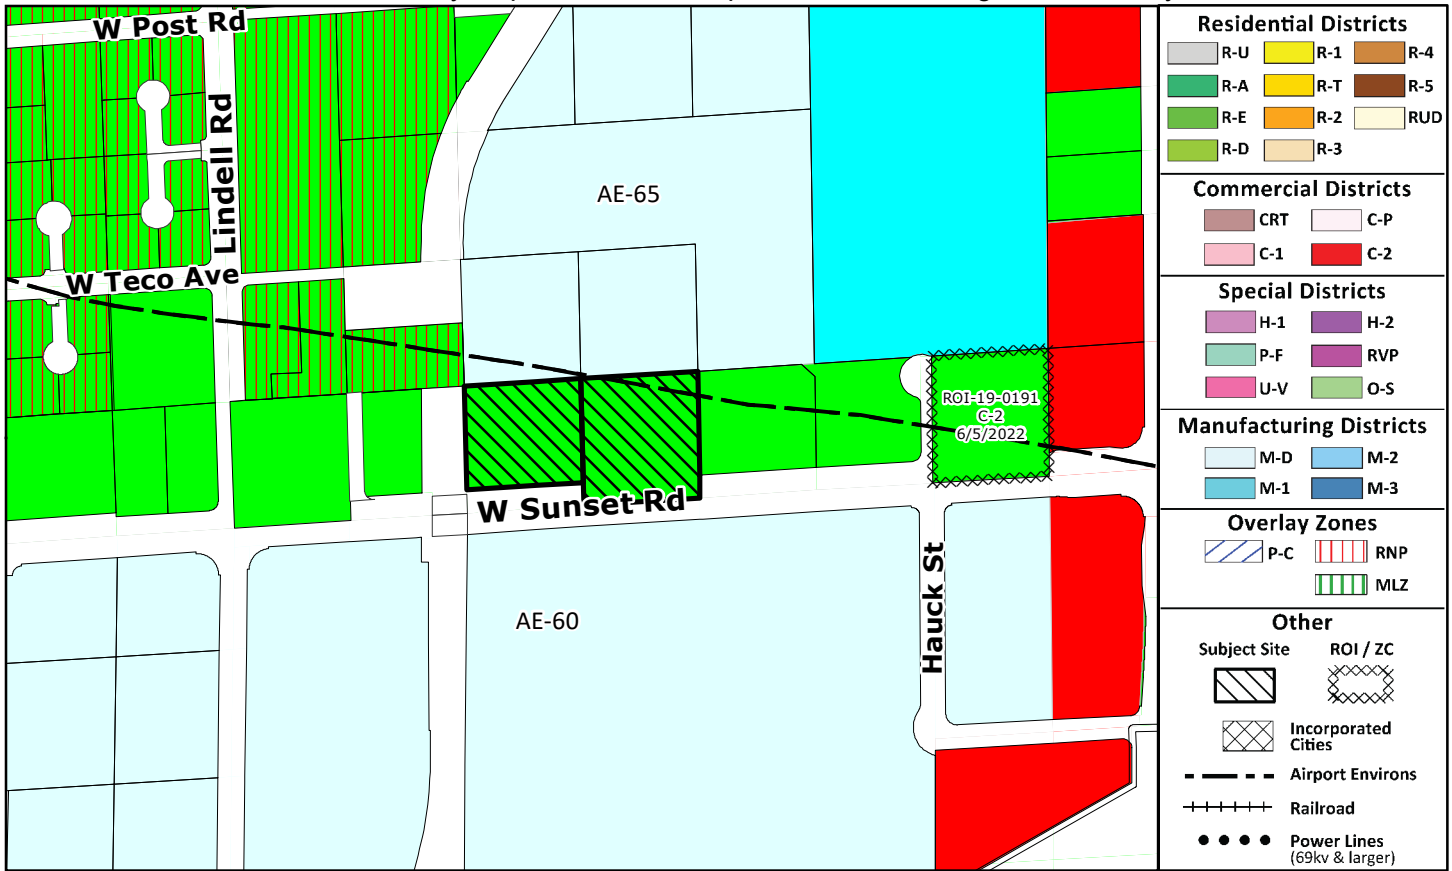 W Post Rd
Lindell Rd
W Teco Ave
AE-65
ROI-19-0191
C-2
6/5/2022
W Sunset Rd
Hauck St
AE-60
Residential Districts
R-U
R-1
R-4
R-A
R-T
R-5
R-E
R-2
RUD
R-D
R-3
Commercial Districts
CRT
C-P
C-1
C-2
Special Districts
H-1
H-2
P-F
RVP
U-V
O-S
Manufacturing Districts
M-D
M-2
M-1
M-3
Overlay Zones
P-C
RNP
MLZ
Other
Subject Site
ROI / ZC
Incorporated
Cities
Airport Environs
Railroad
Power Lines
(69kv & larger)